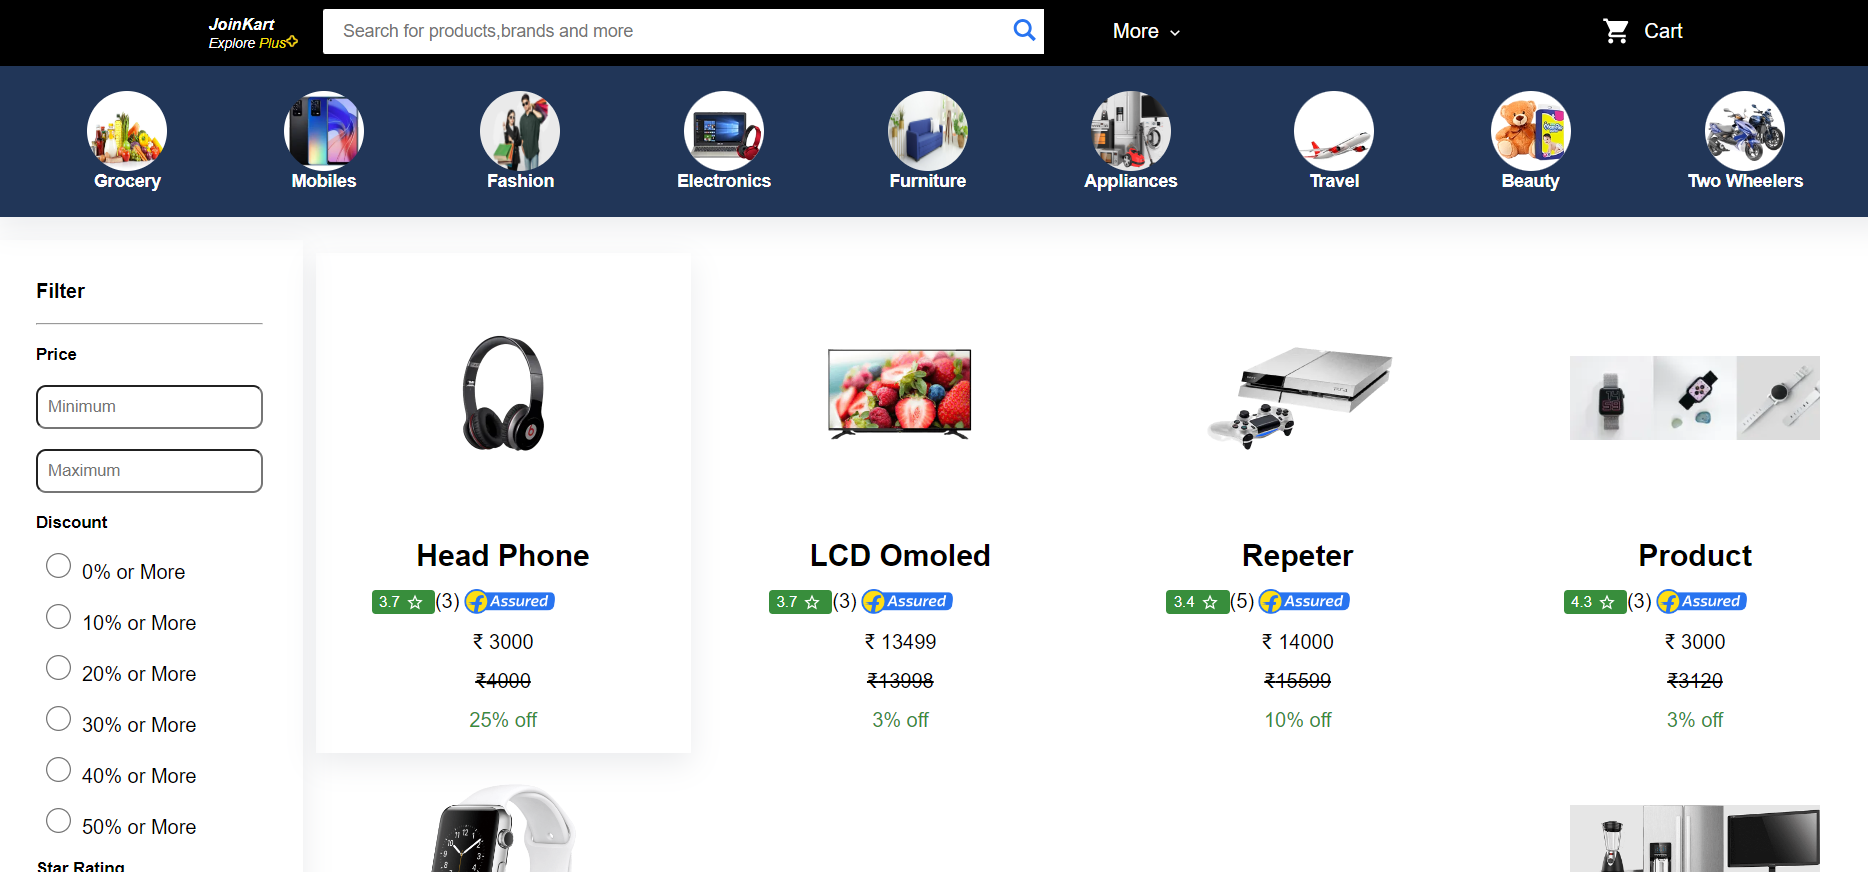 JoinKart
Explore Plus
Search for products,brands and more
More
Cart
Grocery
Mobiles
Fashion
Electronics
Furniture
Appliances
Travel
Beauty
Two Wheelers
Filter
Price
Minimum
Maximum
Discount
0% or More
10% or More
20% or More
30% or More
40% or More
50% or More
Star Rating
Head Phone
3.7 ☆ (3) Assured
₹ 3000
₹4000
25% off
LCD Omoled
3.7 ☆ (3) Assured
₹ 13499
₹13998
3% off
Repeter
3.4 ☆ (5) Assured
₹ 14000
₹15599
10% off
Product
4.3 ☆ (3) Assured
₹ 3000
₹3120
3% off